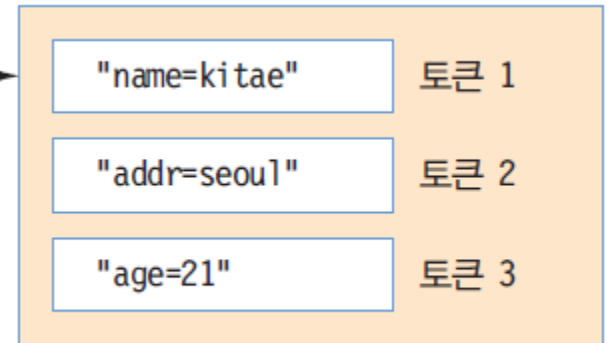 "name=kitae" 토큰 1
"addr=seoul" 토큰 2
"age=21" 토큰 3